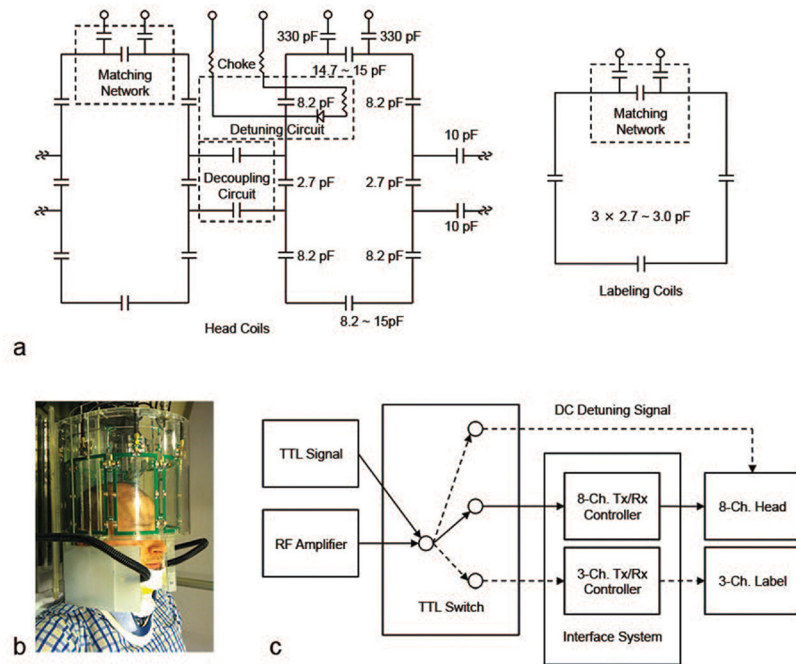 330 pF
330 pF
Choke
14.7 ~ 15 pF
Matching
Network
8.2 pF
8.2 pF
Detuning Circuit
10 pF
Decoupling
Circuit
2.7 pF
2.7 pF
10 pF
8.2 pF
8.2 pF
8.2 ~ 15pF
Head Coils
Matching
Network
3 × 2.7 ~ 3.0 pF
Labeling Coils
a
b
c
TTL Signal
RF Amplifier
TTL Switch
DC Detuning Signal
8-Ch. Tx/Rx
Controller
3-Ch. Tx/Rx
Controller
Interface System
8-Ch. Head
3-Ch. Label